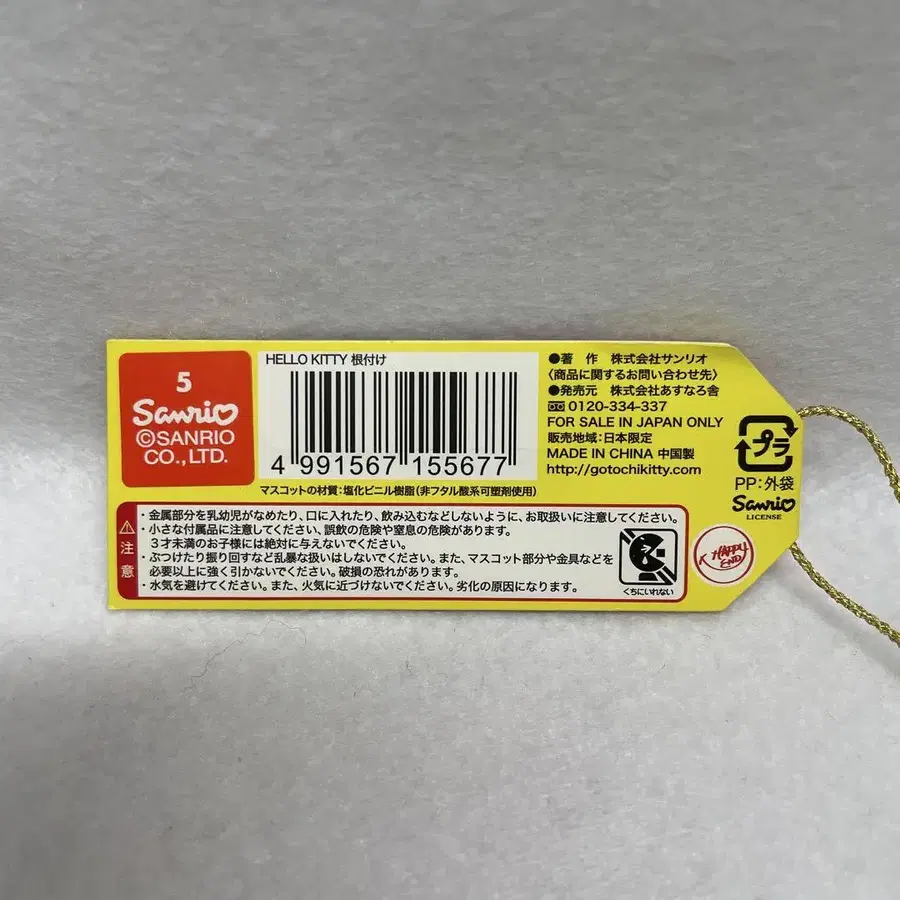 5
Sanrio
©SANRIO
CO.,LTD.
HELLO KITTY 根付け
4 991567 155677
マスコットの材質：塩化ビニル樹脂（非フタル酸系可塑剤使用）
●著 作 株式会社サンリオ
〈商品に関するお問い合わせ先〉
●発売元 株式会社あすなろ舎
0120-334-337
FOR SALE IN JAPAN ONLY
販売地域：日本限定
MADE IN CHINA 中国製
http://gotochikitty.com/
プラ
PP：外袋
Sanrio
LICENSE
注意
・金属部分を乳幼児がなめたり、口に入れたり、飲み込むなどしないように、お取扱いに注意してください。
・小さな付属品に注意してください。誤飲の危険や窒息の危険があります。
３才未満のお子様には絶対に与えないでください。
・ぶつけたり振り回すなど乱暴な扱いはしないでください。また、マスコット部分や金具などを
必要以上に強く引かないでください。破損の恐れがあります。
・水気を避けてください。また、火気に近づけないでください。劣化の原因になります。
くちにいれない
HAPPY
END